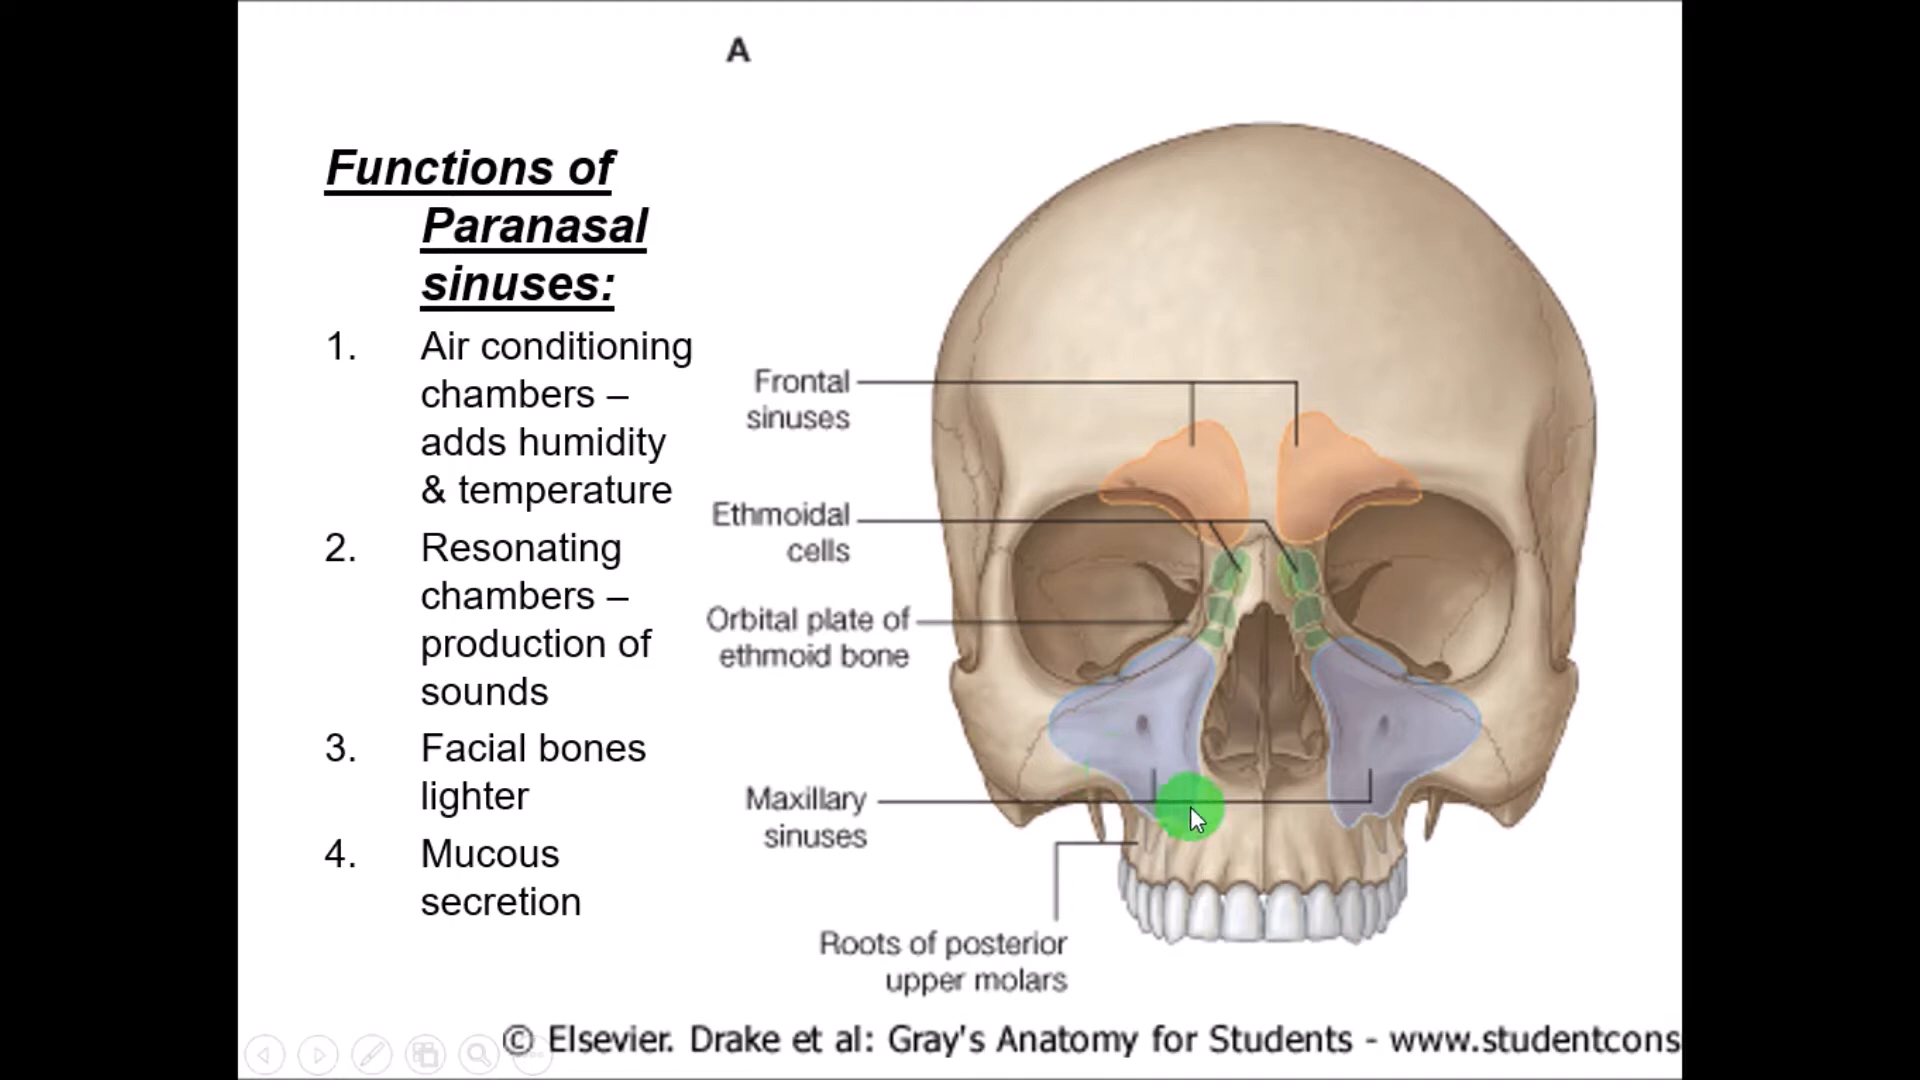 A
Functions of
Paranasal
sinuses:
1. Air conditioning
chambers –
adds humidity
& temperature
2. Resonating
chambers –
production of
sounds
3. Facial bones
lighter
4. Mucous
secretion
Frontal
sinuses
Ethmoidal
cells
Orbital plate of
ethmoid bone
Maxillary
sinuses
Roots of posterior
upper molars
© Elsevier. Drake et al: Gray's Anatomy for Students - www.studentcons